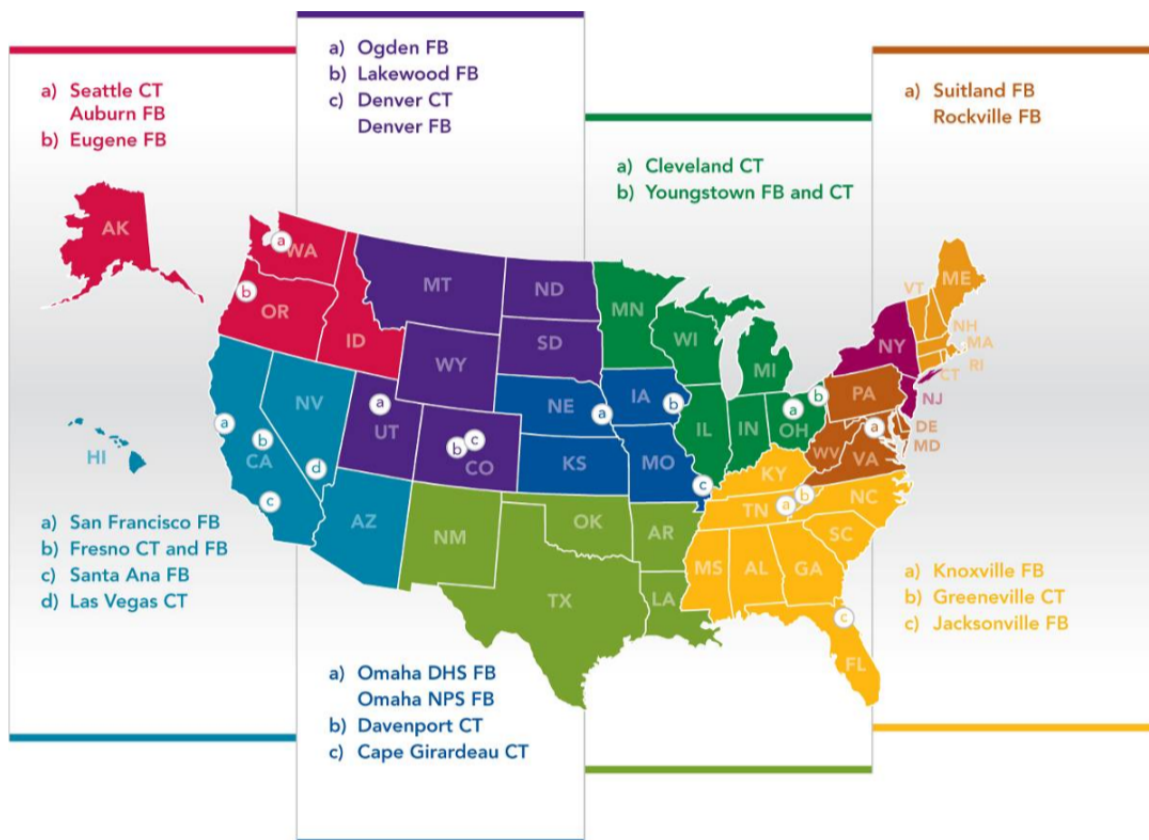 a) Seattle CT
Auburn FB
b) Eugene FB
a) Ogden FB
b) Lakewood FB
c) Denver CT
Denver FB
a) Cleveland CT
b) Youngstown FB and CT
a) Suitland FB
Rockville FB
AK
a
WA
b
OR
ID
MT
ND
SD
WY
a
UT
b
c
CO
MN
WI
MI
IL
IN
a
OH
b
NY
VT
ME
NH
MA
RI
CT
NJ
PA
DE
MD
a
WV
VA
NE
a
IA
b
KS
MO
c
HI
a
b
CA
c
NV
d
AZ
NM
OK
TX
AR
LA
KY
TN
a
b
NC
SC
MS
AL
GA
c
FL
a) San Francisco FB
b) Fresno CT and FB
c) Santa Ana FB
d) Las Vegas CT
a) Omaha DHS FB
Omaha NPS FB
b) Davenport CT
c) Cape Girardeau CT
a) Knoxville FB
b) Greeneville CT
c) Jacksonville FB